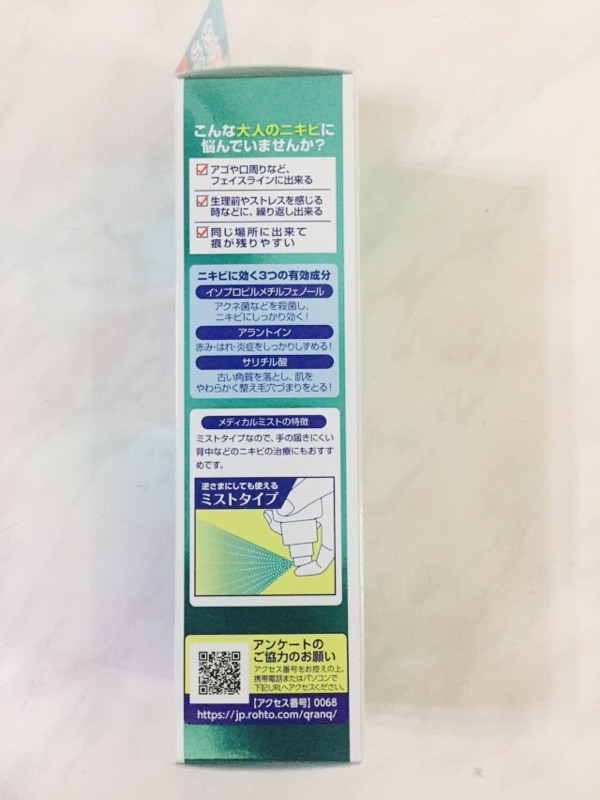 こんな大人のニキビに
悩んでいませんか？
アゴや口周りなど、
フェイスラインに出来る
生理前やストレスを感じる
時などに、繰り返し出来る
同じ場所に出来て
痕が残りやすい
ニキビに効く3つの有効成分
イソプロピルメチルフェノール
アクネ菌などを殺菌し、
ニキビにしっかり効く！
アラントイン
赤み・はれ・炎症をしっかりしずめる！
サリチル酸
古い角質を落とし、肌を
やわらかく整え毛穴づまりをとる！
メディカルミストの特徴
ミストタイプなので、手の届きにくい
背中などのニキビの治療にもおすす
めです。
逆さまにしても使える
ミストタイプ
アンケートの
ご協力のお願い
アクセス番号をお控えの上、
携帯電話またはパソコンで
下記URLへアクセスください。
【アクセス番号】0068
https://jp.rohto.com/qranq/